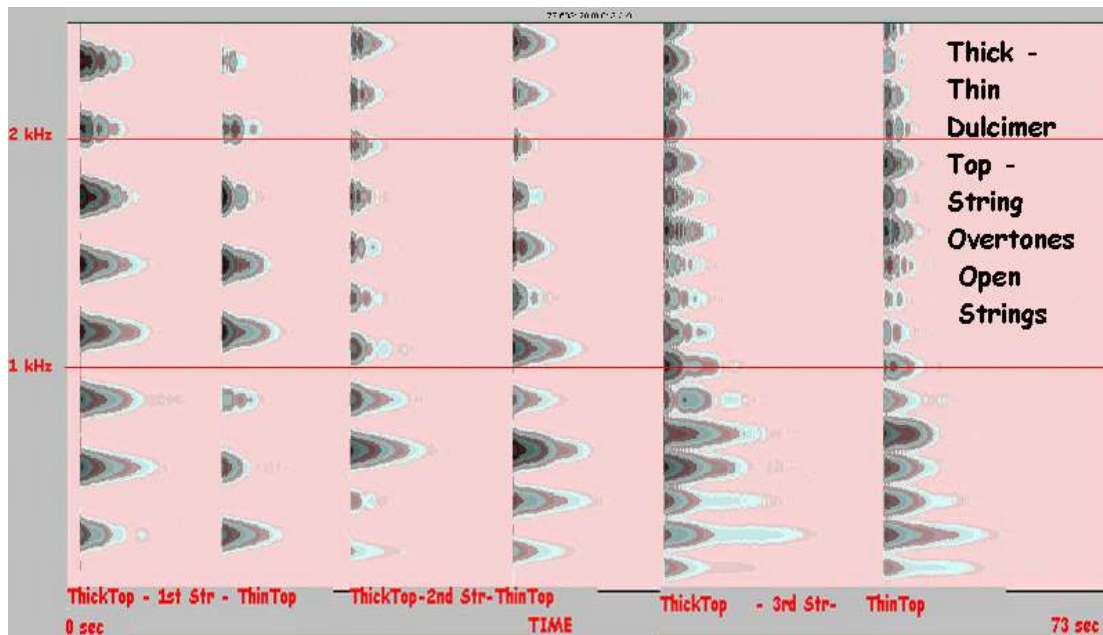 Thick -
Thin
Dulcimer
Top -
String
Overtones
Open
Strings
2 kHz
1 kHz
ThickTop - 1st Str - ThinTop
ThickTop-2nd Str-ThinTop
ThickTop - 3rd Str- ThinTop
0 sec
TIME
73 sec